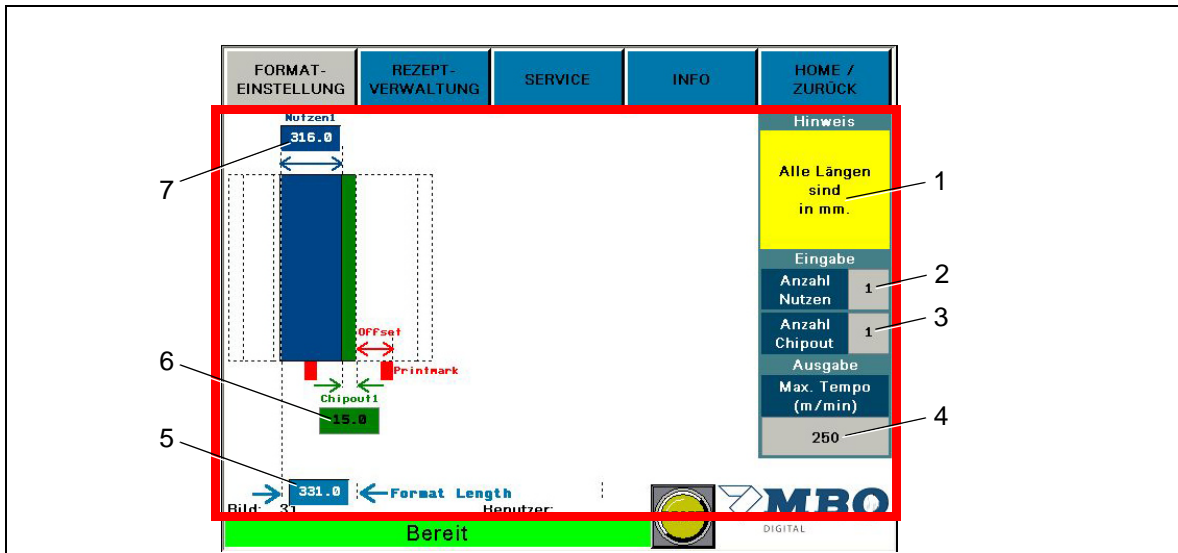 FORMAT-
EINSTELLUNG
REZEPT-
VERWALTUNG
SERVICE
INFO
HOME /
ZURÜCK
Nutzen1
316.0
7
Hinweis
Alle Längen
sind
in mm.
1
Eingabe
Anzahl
Nutzen
1
2
Anzahl
Chipout
1
3
Offset
Printmark
Ausgabe
6
Chipout1
15.0
Max. Tempo
(m/min)
250
4
5
331.0
Format Length
Bild: 31
Benutzer:
MBO
DIGITAL
Bereit